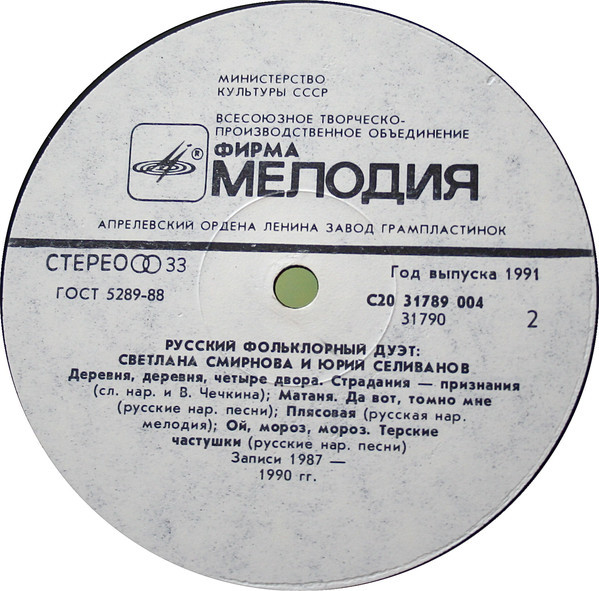 МИНИСТЕРСТВО
КУЛЬТУРЫ СССР
ВСЕСОЮЗНОЕ ТВОРЧЕСКО-
ПРОИЗВОДСТВЕННОЕ ОБЪЕДИНЕНИЕ
® ФИРМА
МЕЛОДИЯ
АПРЕЛЕВСКИЙ ОРДЕНА ЛЕНИНА ЗАВОД ГРАМПЛАСТИНОК
СТЕРЕО 33
Год выпуска 1991
ГОСТ 5289-88
С20 31789 004
31790
2
РУССКИЙ ФОЛЬКЛОРНЫЙ ДУЭТ:
СВЕТЛАНА СМИРНОВА И ЮРИЙ СЕЛИВАНОВ
Деревня, деревня, четыре двора. Страдания — признания
(сл. нар. и В. Чечкина); Матаня. Да вот, томно мне
(русские нар. песни); Плясовая (русская нар.
мелодия); Ой, мороз, мороз. Терские
частушки (русские нар. песни)
Записи 1987 —
1990 гг.